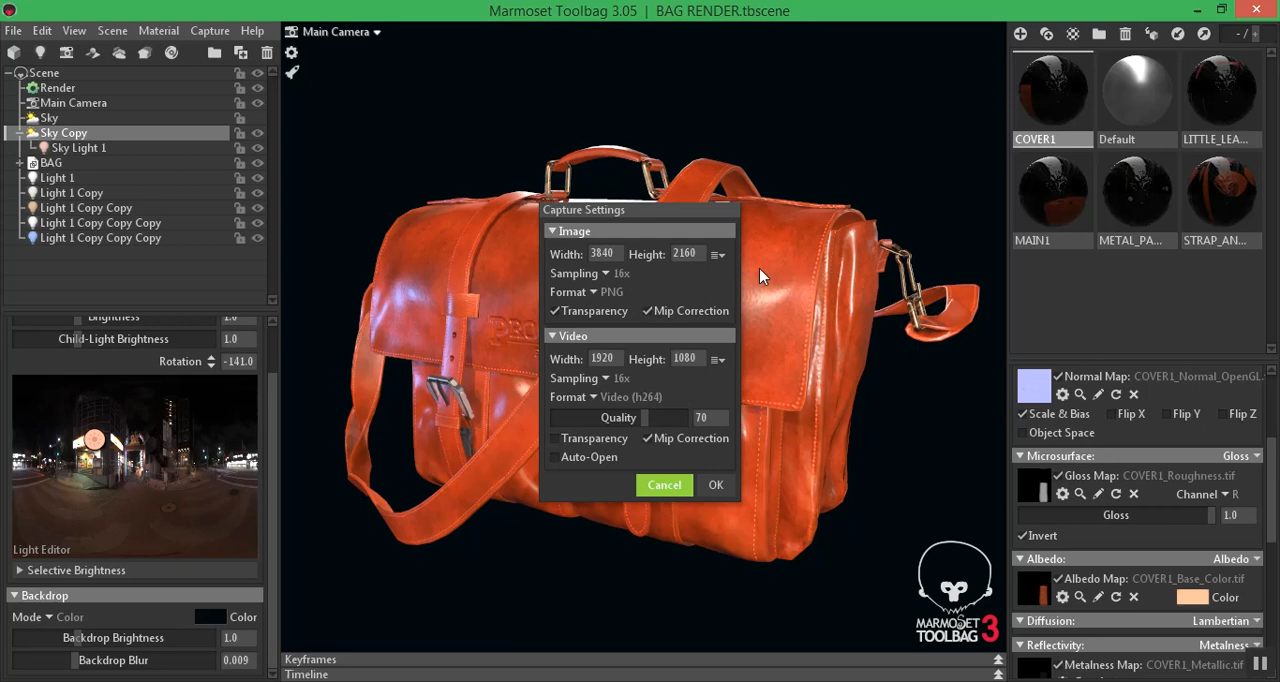 Marmoset Toolbag 3.05 | BAG RENDER.tbscene
File Edit View Scene Material Capture Help
Main Camera
- / +
Scene
Render
Main Camera
Sky
Sky Copy
Sky Light 1
BAG
Light 1
Light 1 Copy
Light 1 Copy Copy
Light 1 Copy Copy Copy
Light 1 Copy Copy Copy
Brightness 1.0
Child-Light Brightness 1.0
Rotation -141.0
Light Editor
Selective Brightness
Backdrop
Mode Color Color
Backdrop Brightness 1.0
Backdrop Blur 0.009
Capture Settings
Image
Width: 3840 Height: 2160
Sampling 16x
Format PNG
Transparency Mip Correction
Video
Width: 1920 Height: 1080
Sampling 16x
Format Video (h264)
Quality 70
Transparency Mip Correction
Auto-Open
Cancel OK
MARMOSET
TOOLBAG 3
Keyframes
Timeline
COVER1 Default LITTLE_LEA...
MAIN1 METAL_PA... STRAP_AN...
Normal Map: COVER1_Normal_OpenGL.
Scale & Bias Flip X Flip Y Flip Z
Object Space
Microsurface: Gloss
Gloss Map: COVER1_Roughness.tif
Channel R
Gloss 1.0
Invert
Albedo: Albedo
Albedo Map: COVER1_Base_Color.tif
Color
Diffusion: Lambertian
Reflectivity: Metalness
Metalness Map: COVER1_Metallic.tif